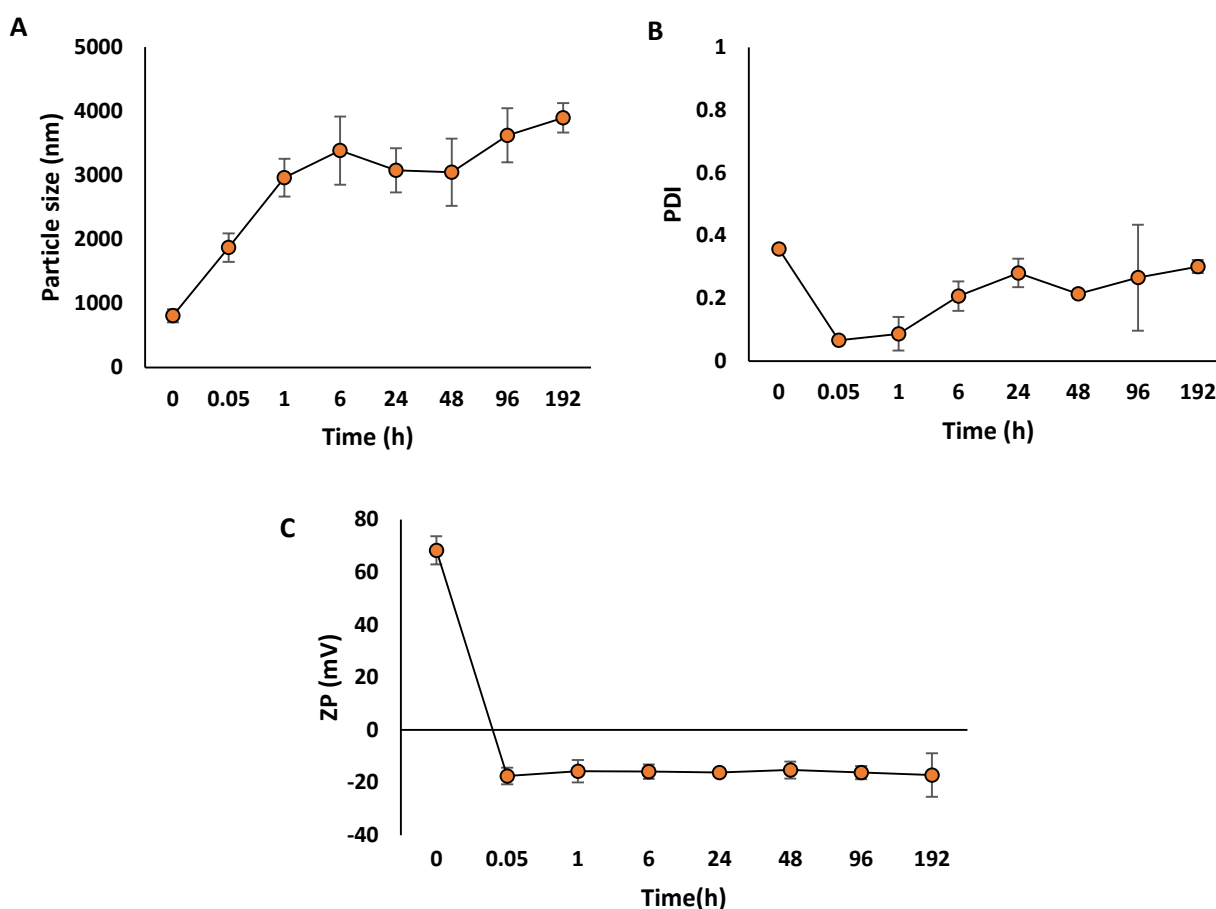 A
5000
4000
3000
2000
1000
0
Particle size (nm)
0 0.05 1 6 24 48 96 192
Time (h)
B
1
0.8
0.6
0.4
0.2
0
PDI
0 0.05 1 6 24 48 96 192
Time (h)
C
80
60
40
20
0
-20
-40
ZP (mV)
0 0.05 1 6 24 48 96 192
Time(h)